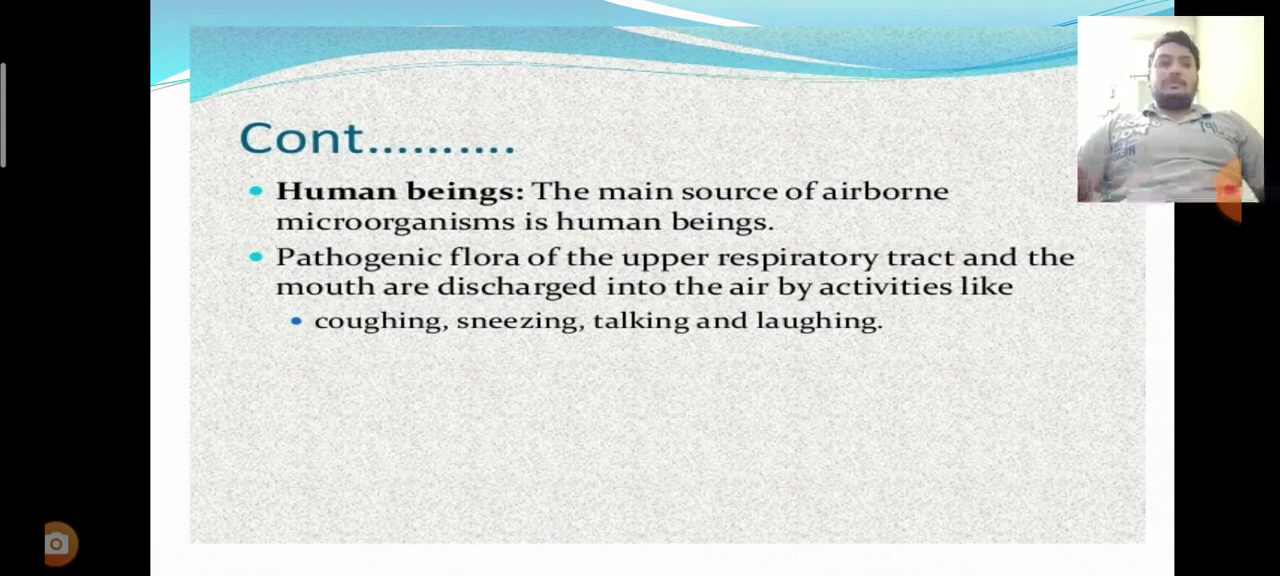 Cont..........
Human beings: The main source of airborne
microorganisms is human beings.
Pathogenic flora of the upper respiratory tract and the
mouth are discharged into the air by activities like
coughing, sneezing, talking and laughing.